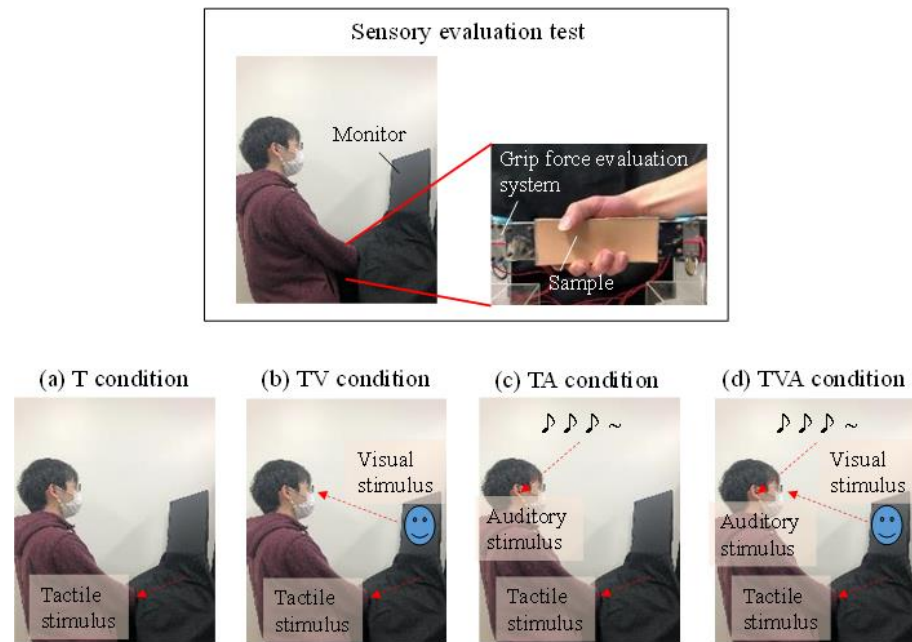 Sensory evaluation test
Monitor
Grip force evaluation
system
Sample
(a) T condition
(b) TV condition
(c) TA condition
(d) TVA condition
Tactile
stimulus
Visual
stimulus
Tactile
stimulus
♪ ♪ ♪ ~
Auditory
stimulus
Tactile
stimulus
♪ ♪ ♪ ~
Visual
stimulus
Auditory
stimulus
Tactile
stimulus